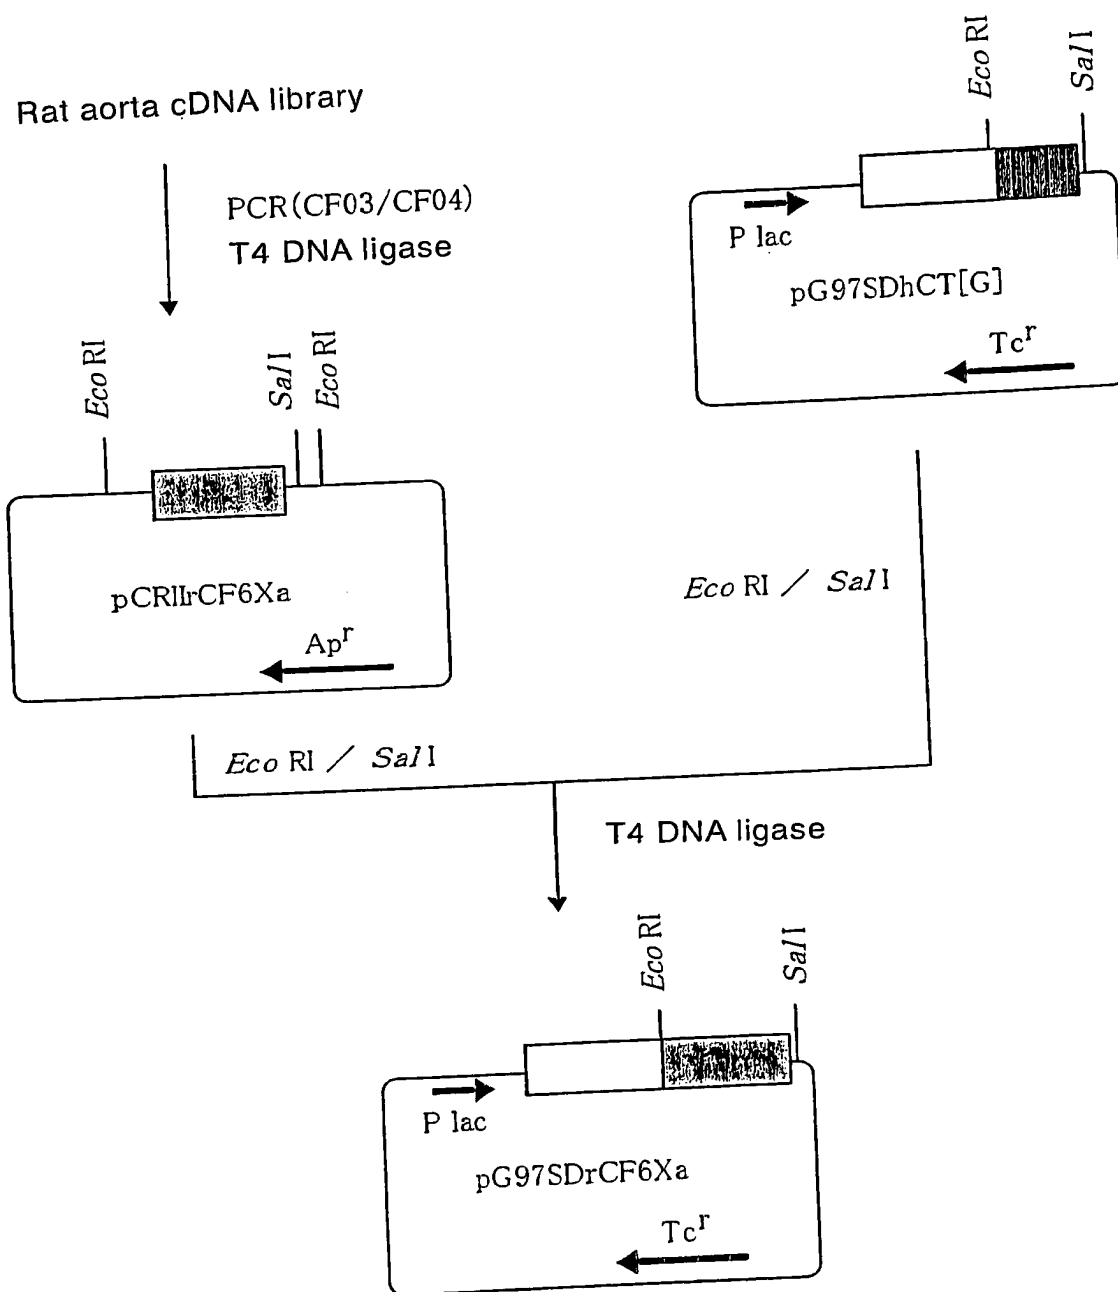 Rat aorta cDNA library
PCR(CF03/CF04)
T4 DNA ligase
EcoRI
SalI
P lac
pG97SDhCT[G]
Tcr
EcoRI
SalI
EcoRI
pCRIIrCF6Xa
Apr
EcoRI / SalI
EcoRI / SalI
T4 DNA ligase
EcoRI
SalI
P lac
pG97SDrCF6Xa
Tcr